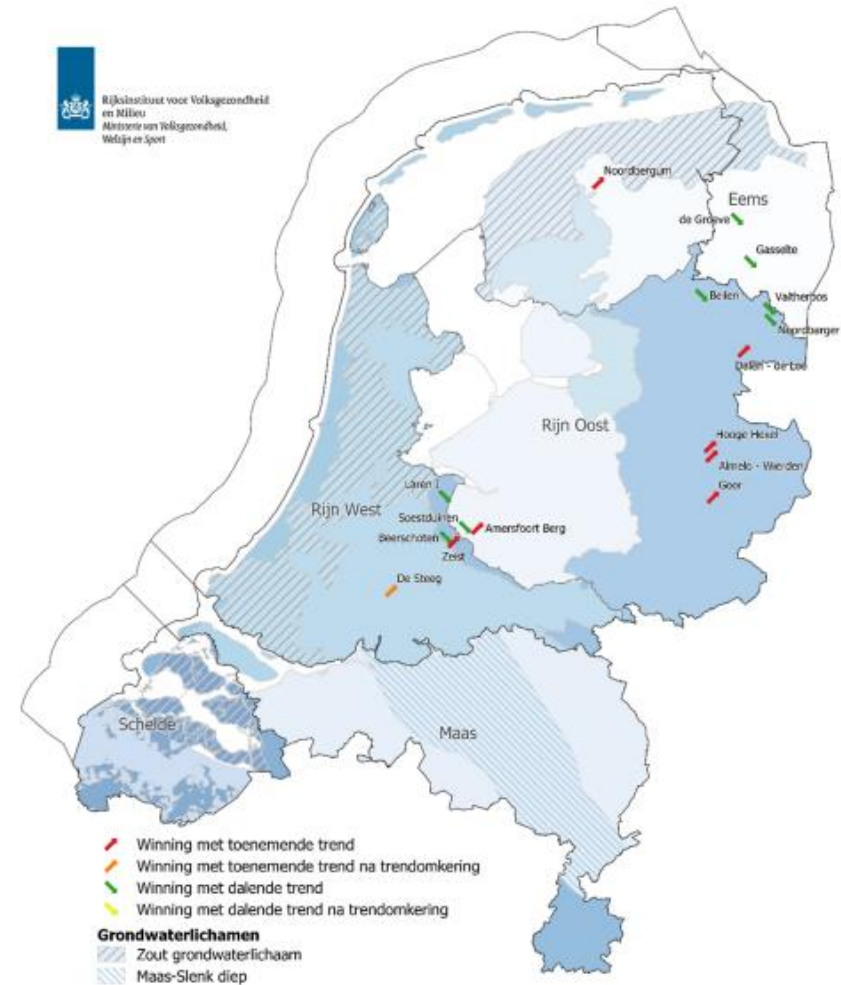 Rijksinstituut voor Volksgezondheid
en Milieu
Ministerie van Volksgezondheid,
Welzijn en Sport
Noordbergum
Eems
de Groeve
Gasselte
Beilen
Valtherbos
Noordbarger
Dalen - de Loo
Rijn Oost
Hooge Hexel
Almelo - Wierden
Goor
Laren 1
Rijn West
Soestduinen
Amersfoort Berg
Beerschoten
Zeist
De Steeg
Schelde
Maas
Winning met toenemende trend
Winning met toenemende trend na trendomkering
Winning met dalende trend
Winning met dalende trend na trendomkering
Grondwaterlichamen
Zout grondwaterlichaam
Maas-Slenk diep